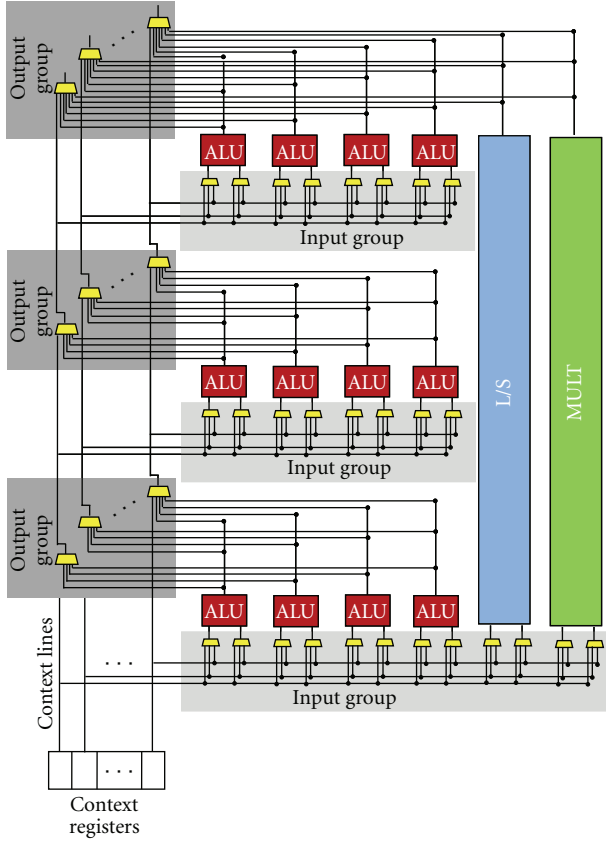 Output
group
ALU
ALU
ALU
ALU
Input group
Output
group
ALU
ALU
ALU
ALU
Input group
L/S
MULT
Output
group
ALU
ALU
ALU
ALU
Input group
Context lines
Context
registers